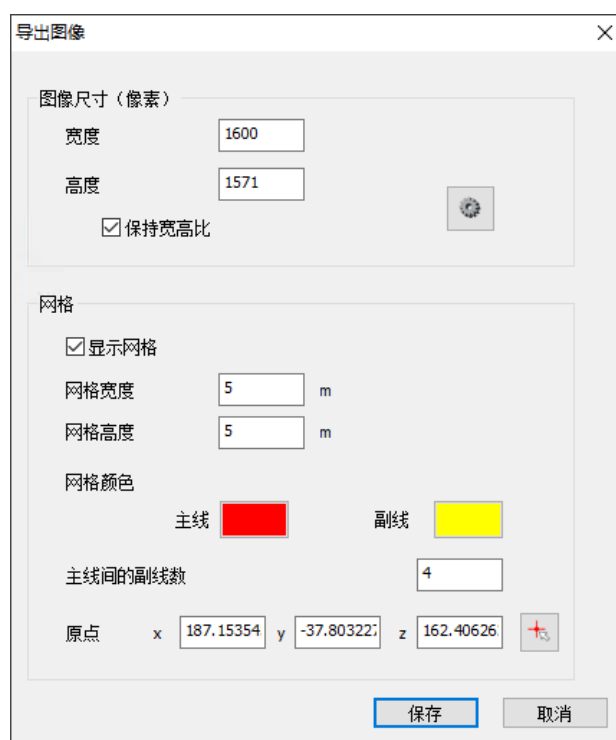 导出图像
图像尺寸（像素）
宽度 1600
高度 1571
保持宽高比
网格
显示网格
网格宽度 5 m
网格高度 5 m
网格颜色
主线 副线
主线间的副线数 4
原点 x 187.15354 y -37.803227 z 162.40626
保存 取消